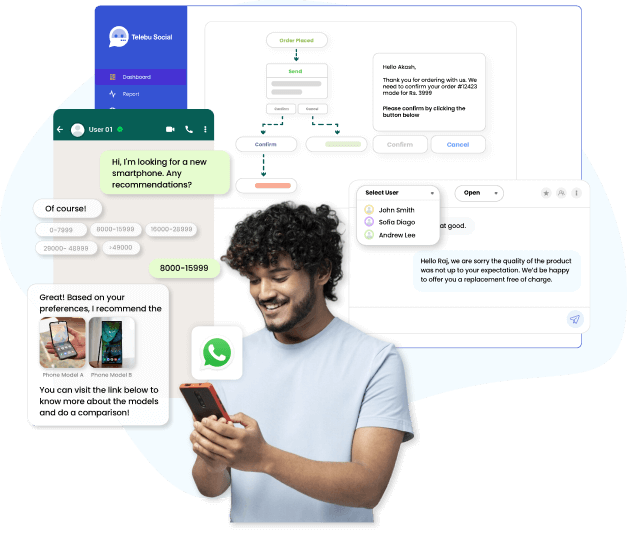 Telebu Social
Dashboard
Report
Order Placed
Send
Confirm
Cancel
Confirm
Hello Akash,
Thank you for ordering with us. We
need to confirm your order #12423
made for Rs. 3999
Please confirm by clicking the
button below
Confirm
Cancel
User 01
Hi, I'm looking for a new
smartphone. Any
recommendations?
Of course!
0-7999
8000-15999
16000-28999
29000- 48999
>49000
8000-15999
Great! Based on your
preferences, I recommend the
Phone Model A
Phone Model B
You can visit the link below to
know more about the models
and do a comparison!
Select User
Open
John Smith
Sofia Diago
Andrew Lee
at good.
Hello Raj, we are sorry the quality of the product
was not up to your expectation. We'd be happy
to offer you a replacement free of charge.